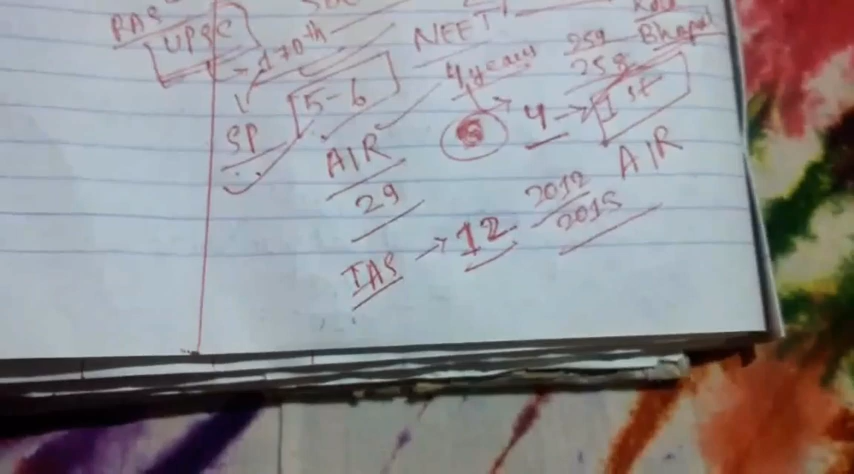 PAS
UPSC
170th
NEET
Bhopal
259
258
4 years
5-6
4 → 1st
SP
AIR
AIR
29
2012
2015
IAS → 12